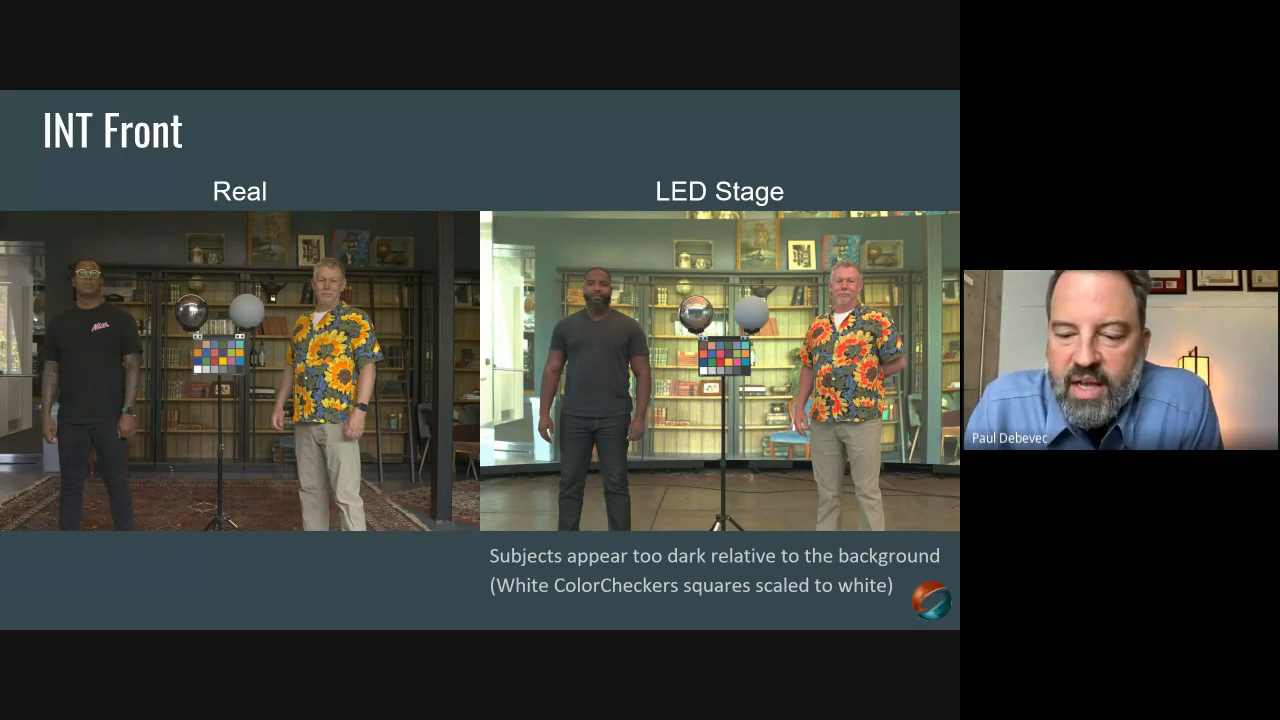 INT Front
Real
LED Stage
Nice.
Subjects appear too dark relative to the background
(White ColorCheckers squares scaled to white)
Paul Debevec